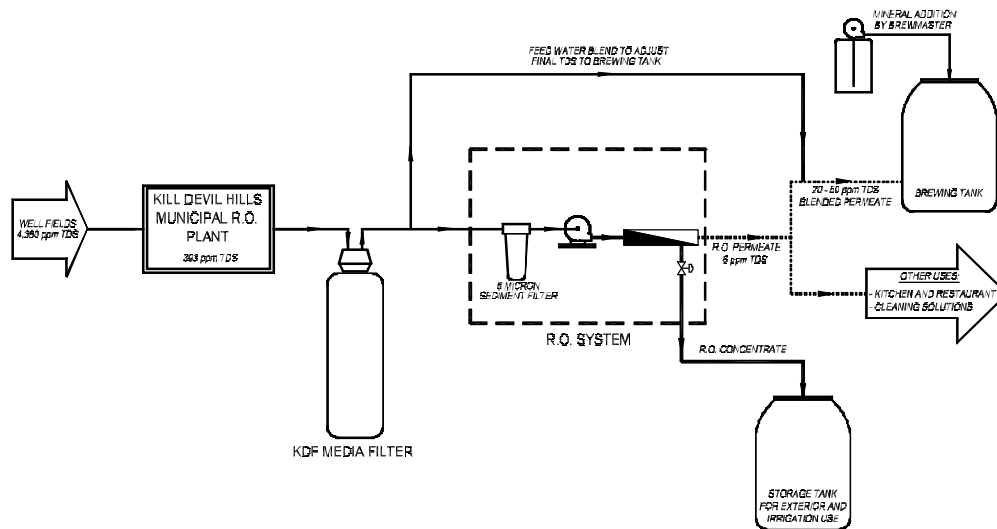 MINERAL ADDITION
BY BREWMASTER
FEED WATER BLEND TO ADJUST
FINAL TDS TO BREWING TANK
KILL DEVIL HILLS
MUNICIPAL R.O.
PLANT
393 ppm TDS
WELL FIELDS
4,380 ppm TDS
20 - 50 ppm TDS
BLENDED PERMEATE
BREWING TANK
R.O. PERMEATE
6 ppm TDS
5 MICRON
SEDIMENT FILTER
OTHER USES:
- KITCHEN AND RESTAURANT
- CLEANING SOLUTIONS
R.O. SYSTEM
R.O. CONCENTRATE
KDF MEDIA FILTER
STORAGE TANK
FOR EXTERIOR AND
IRRIGATION USE